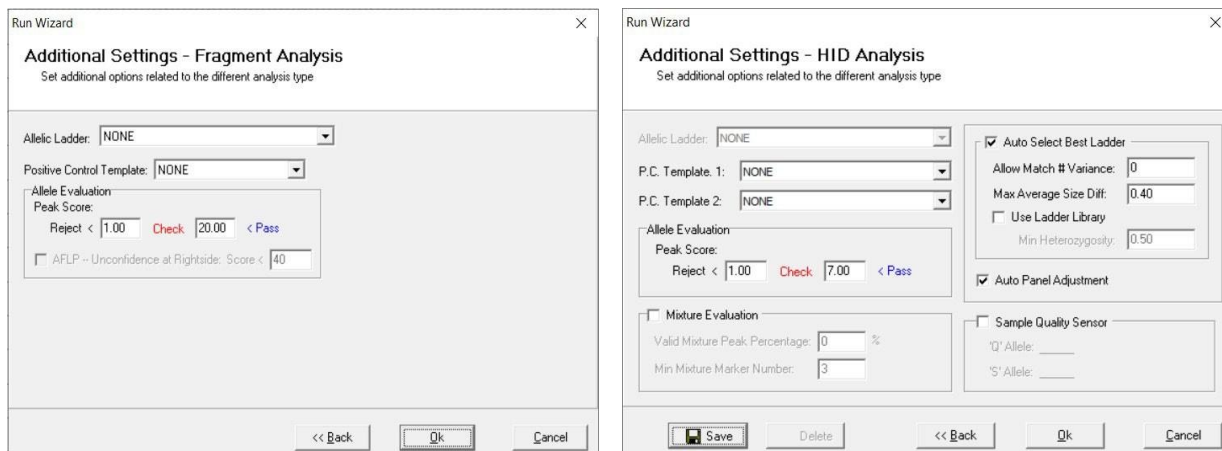 Run Wizard
Additional Settings - Fragment Analysis
Set additional options related to the different analysis type
Allelic Ladder: NONE
Positive Control Template: NONE
Allele Evaluation
Peak Score:
Reject < 1.00 Check 20.00 < Pass
AFLP -- Unconfidence at Rightside: Score < 40
<< Back Ok Cancel
Run Wizard
Additional Settings - HID Analysis
Set additional options related to the different analysis type
Allelic Ladder: NONE
P.C. Template. 1: NONE
P.C. Template 2: NONE
Allele Evaluation
Peak Score:
Reject < 1.00 Check 7.00 < Pass
Mixture Evaluation
Valid Mixture Peak Percentage: 0 %
Min Mixture Marker Number: 3
Auto Select Best Ladder
Allow Match # Variance: 0
Max Average Size Diff: 0.40
Use Ladder Library
Min Heterozygosity: 0.50
Auto Panel Adjustment
Sample Quality Sensor
'Q' Allele: _____
'S' Allele: _____
Save Delete << Back Ok Cancel